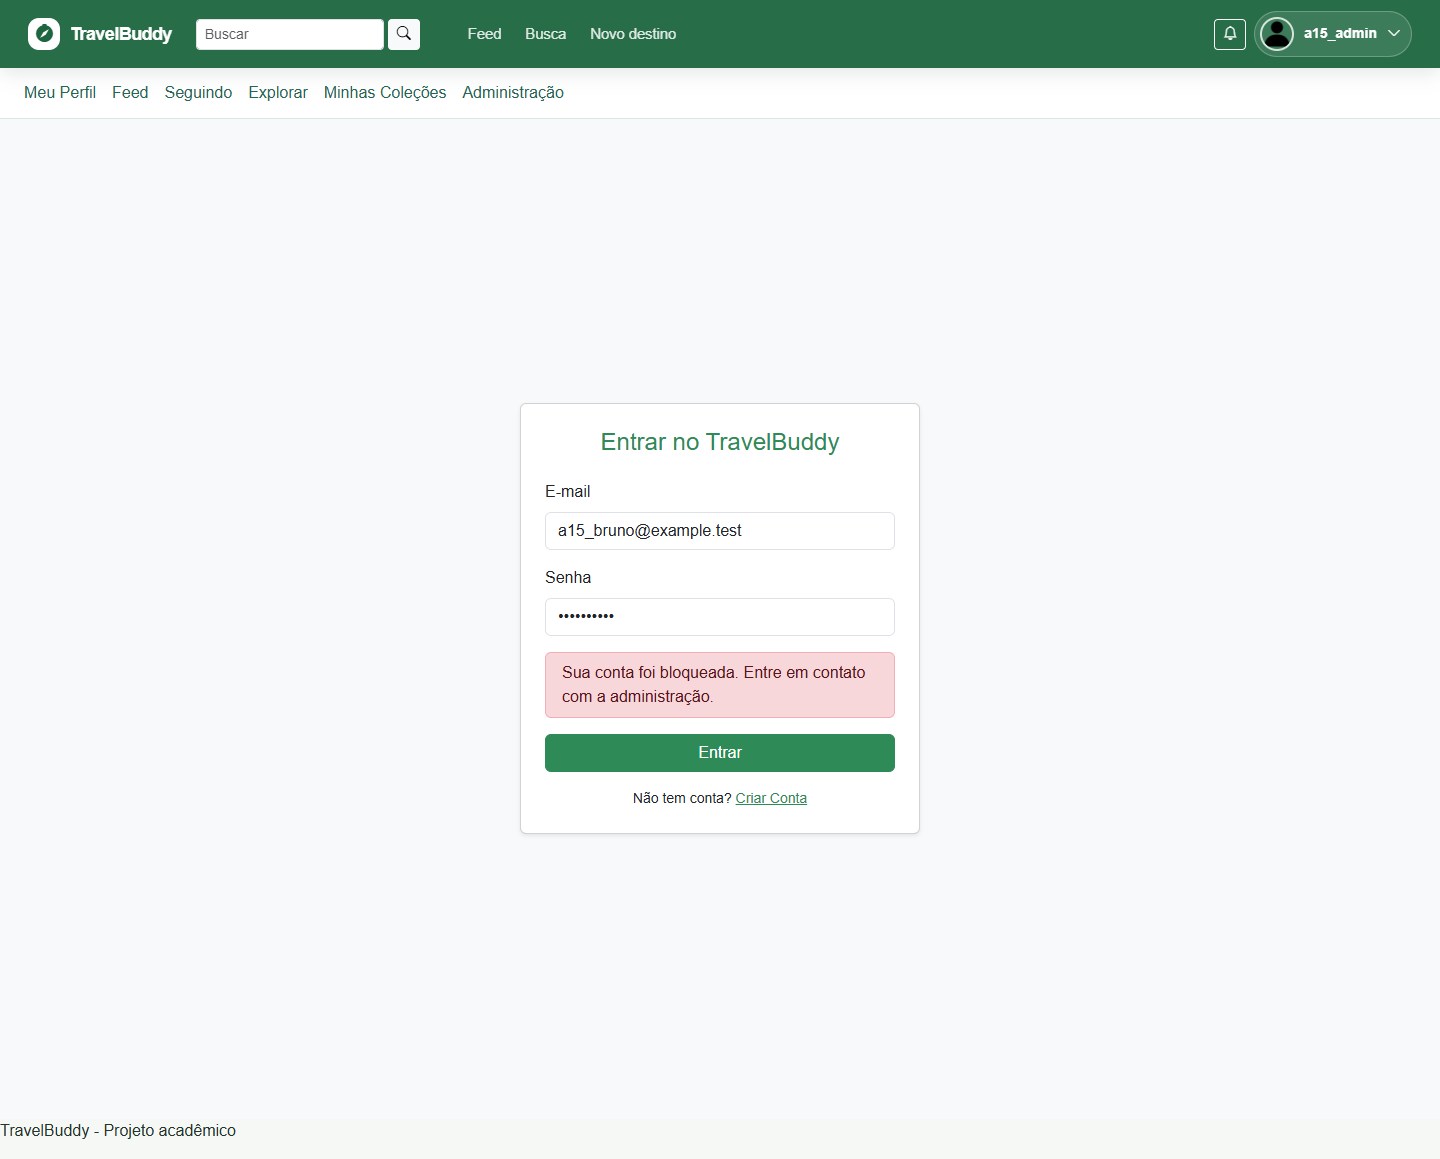 TravelBuddy
Buscar
Feed
Busca
Novo destino
a15_admin
Meu Perfil
Feed
Seguindo
Explorar
Minhas Coleções
Administração
Entrar no TravelBuddy
E-mail
a15_bruno@example.test
Senha
••••••••••
Sua conta foi bloqueada. Entre em contato
com a administração.
Entrar
Não tem conta? Criar Conta
TravelBuddy - Projeto acadêmico